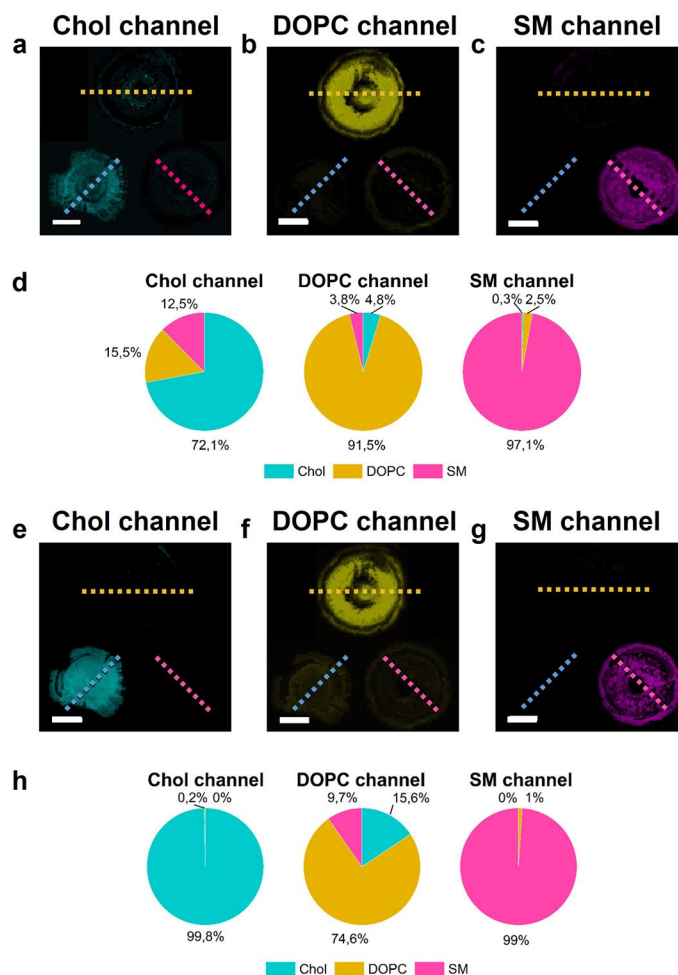 Chol channel DOPC channel SM channel
a b c
d
Chol channel DOPC channel SM channel
12,5% 3,8% 4,8% 0,3% 2,5%
15,5%
72,1% 91,5% 97,1%
Chol DOPC SM
Chol channel DOPC channel SM channel
e f g
h
Chol channel DOPC channel SM channel
0,2% 0% 9,7% 15,6% 0% 1%
99,8% 74,6% 99%
Chol DOPC SM